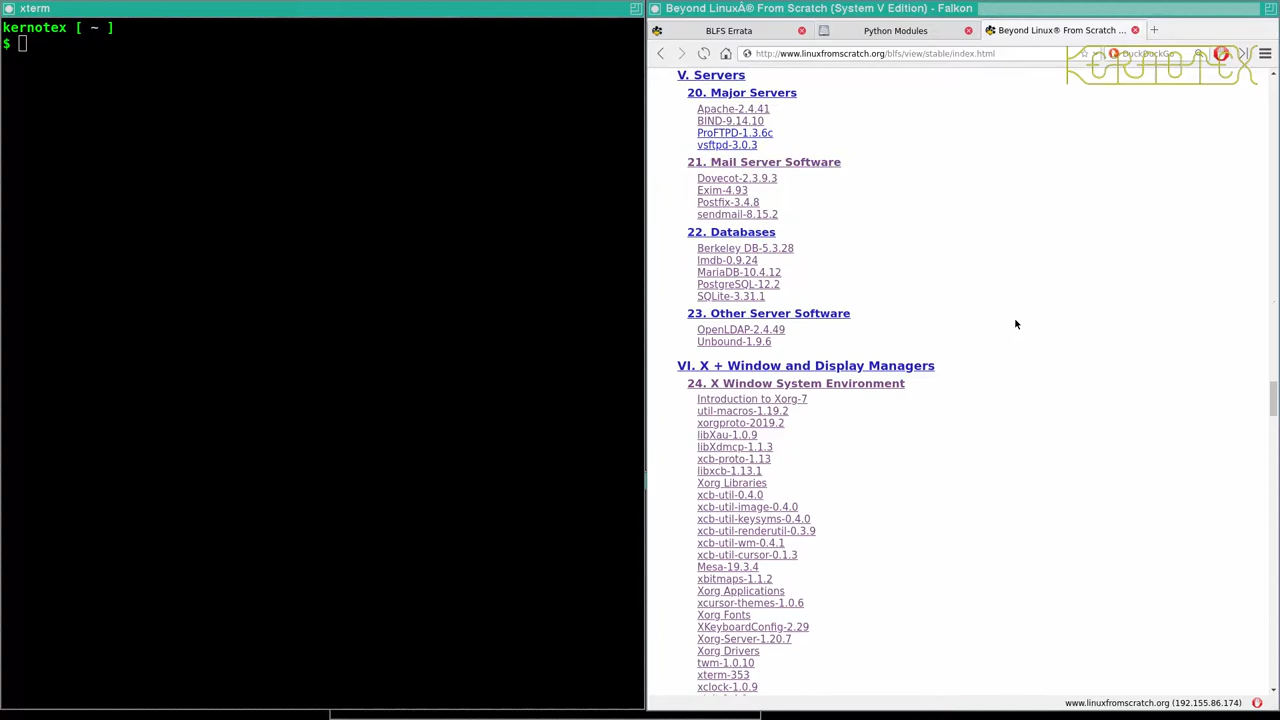 xterm
kernotex [ ~ ]
$
Beyond LinuxÂ® From Scratch (System V Edition) - Falkon
BLFS Errata
Python Modules
Beyond Linux® From Scratch ...
http://www.linuxfromscratch.org/blfs/view/stable/index.html
DuckDuckGo
KERNOTEX
V. Servers
20. Major Servers
Apache-2.4.41
BIND-9.14.10
ProFTPD-1.3.6c
vsftpd-3.0.3
21. Mail Server Software
Dovecot-2.3.9.3
Exim-4.93
Postfix-3.4.8
sendmail-8.15.2
22. Databases
Berkeley DB-5.3.28
lmdb-0.9.24
MariaDB-10.4.12
PostgreSQL-12.2
SQLite-3.31.1
23. Other Server Software
OpenLDAP-2.4.49
Unbound-1.9.6
VI. X + Window and Display Managers
24. X Window System Environment
Introduction to Xorg-7
util-macros-1.19.2
xorgproto-2019.2
libXau-1.0.9
libXdmcp-1.1.3
xcb-proto-1.13
libxcb-1.13.1
Xorg Libraries
xcb-util-0.4.0
xcb-util-image-0.4.0
xcb-util-keysyms-0.4.0
xcb-util-renderutil-0.3.9
xcb-util-wm-0.4.1
xcb-util-cursor-0.1.3
Mesa-19.3.4
xbitmaps-1.1.2
Xorg Applications
xcursor-themes-1.0.6
Xorg Fonts
XKeyboardConfig-2.29
Xorg-Server-1.20.7
Xorg Drivers
twm-1.0.10
xterm-353
xclock-1.0.9
www.linuxfromscratch.org (192.155.86.174)